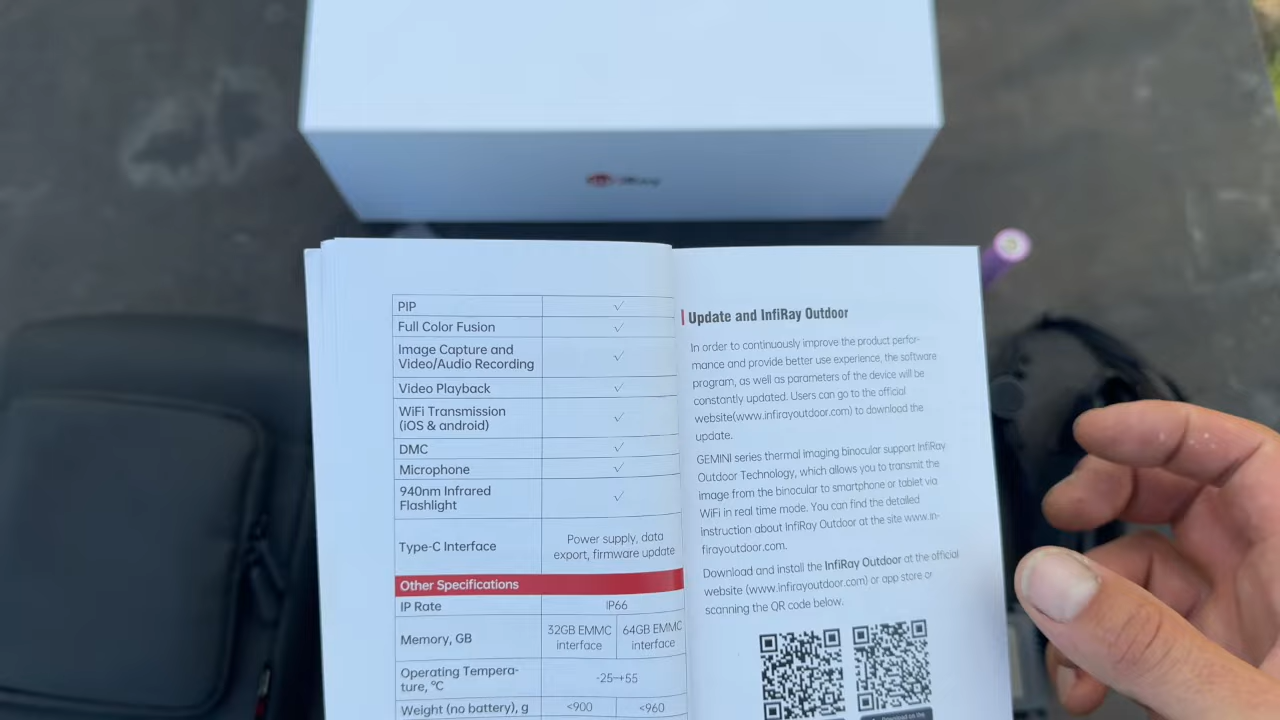 iRay
PIP ✓
Full Color Fusion ✓
Image Capture and
Video/Audio Recording ✓
Video Playback ✓
WiFi Transmission
(iOS & android) ✓
DMC ✓
Microphone ✓
940nm Infrared
Flashlight ✓
Type-C Interface
Power supply, data
export, firmware update
Other Specifications
IP Rate IP66
Memory, GB
32GB EMMC
interface
64GB EMMC
interface
Operating Tempera-
ture, °C
-25~+55
Weight (no battery), g <900 <960
Update and InfiRay Outdoor
In order to continuously improve the product perfor-
mance and provide better use experience, the software
program, as well as parameters of the device will be
constantly updated. Users can go to the official
website(www.infirayoutdoor.com) to download the
update.
GEMINI series thermal imaging binocular support InfiRay
Outdoor Technology, which allows you to transmit the
image from the binocular to smartphone or tablet via
WiFi in real time mode. You can find the detailed
instruction about InfiRay Outdoor at the site www.in-
firayoutdoor.com.
Download and install the InfiRay Outdoor at the official
website (www.infirayoutdoor.com) or app store or
scanning the QR code below.